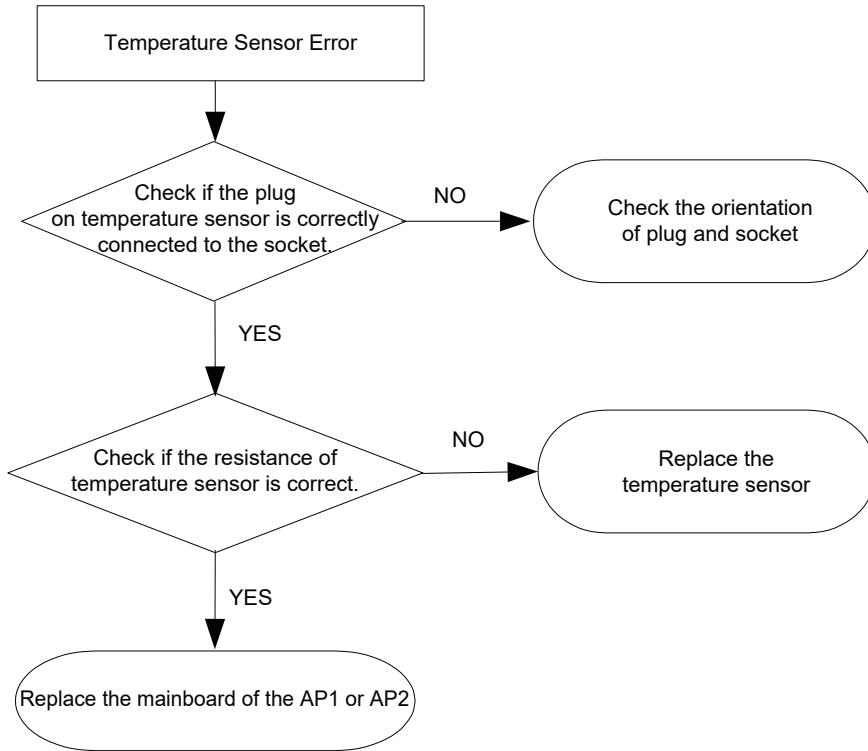 Temperature Sensor Error
Check if the plug
on temperature sensor is correctly
connected to the socket.
NO
Check the orientation
of plug and socket
YES
Check if the resistance of
temperature sensor is correct.
NO
Replace the
temperature sensor
YES
Replace the mainboard of the AP1 or AP2